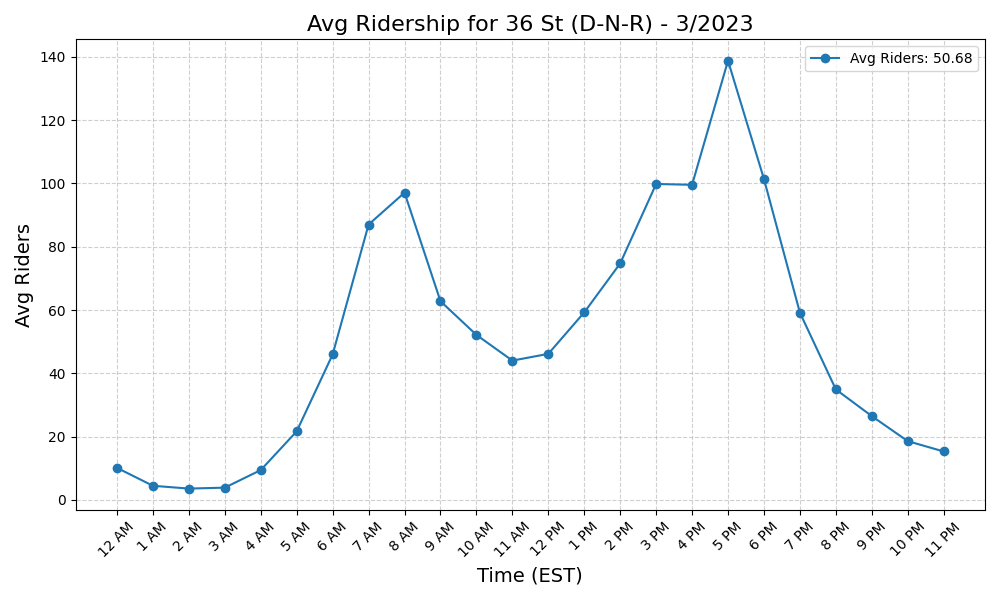 Avg Ridership for 36 St (D-N-R) - 3/2023
Avg Riders: 50.68
Avg Riders
140
120
100
80
60
40
20
0
12 AM
1 AM
2 AM
3 AM
4 AM
5 AM
6 AM
7 AM
8 AM
9 AM
10 AM
11 AM
12 PM
1 PM
2 PM
3 PM
4 PM
5 PM
6 PM
7 PM
8 PM
9 PM
10 PM
11 PM
Time (EST)